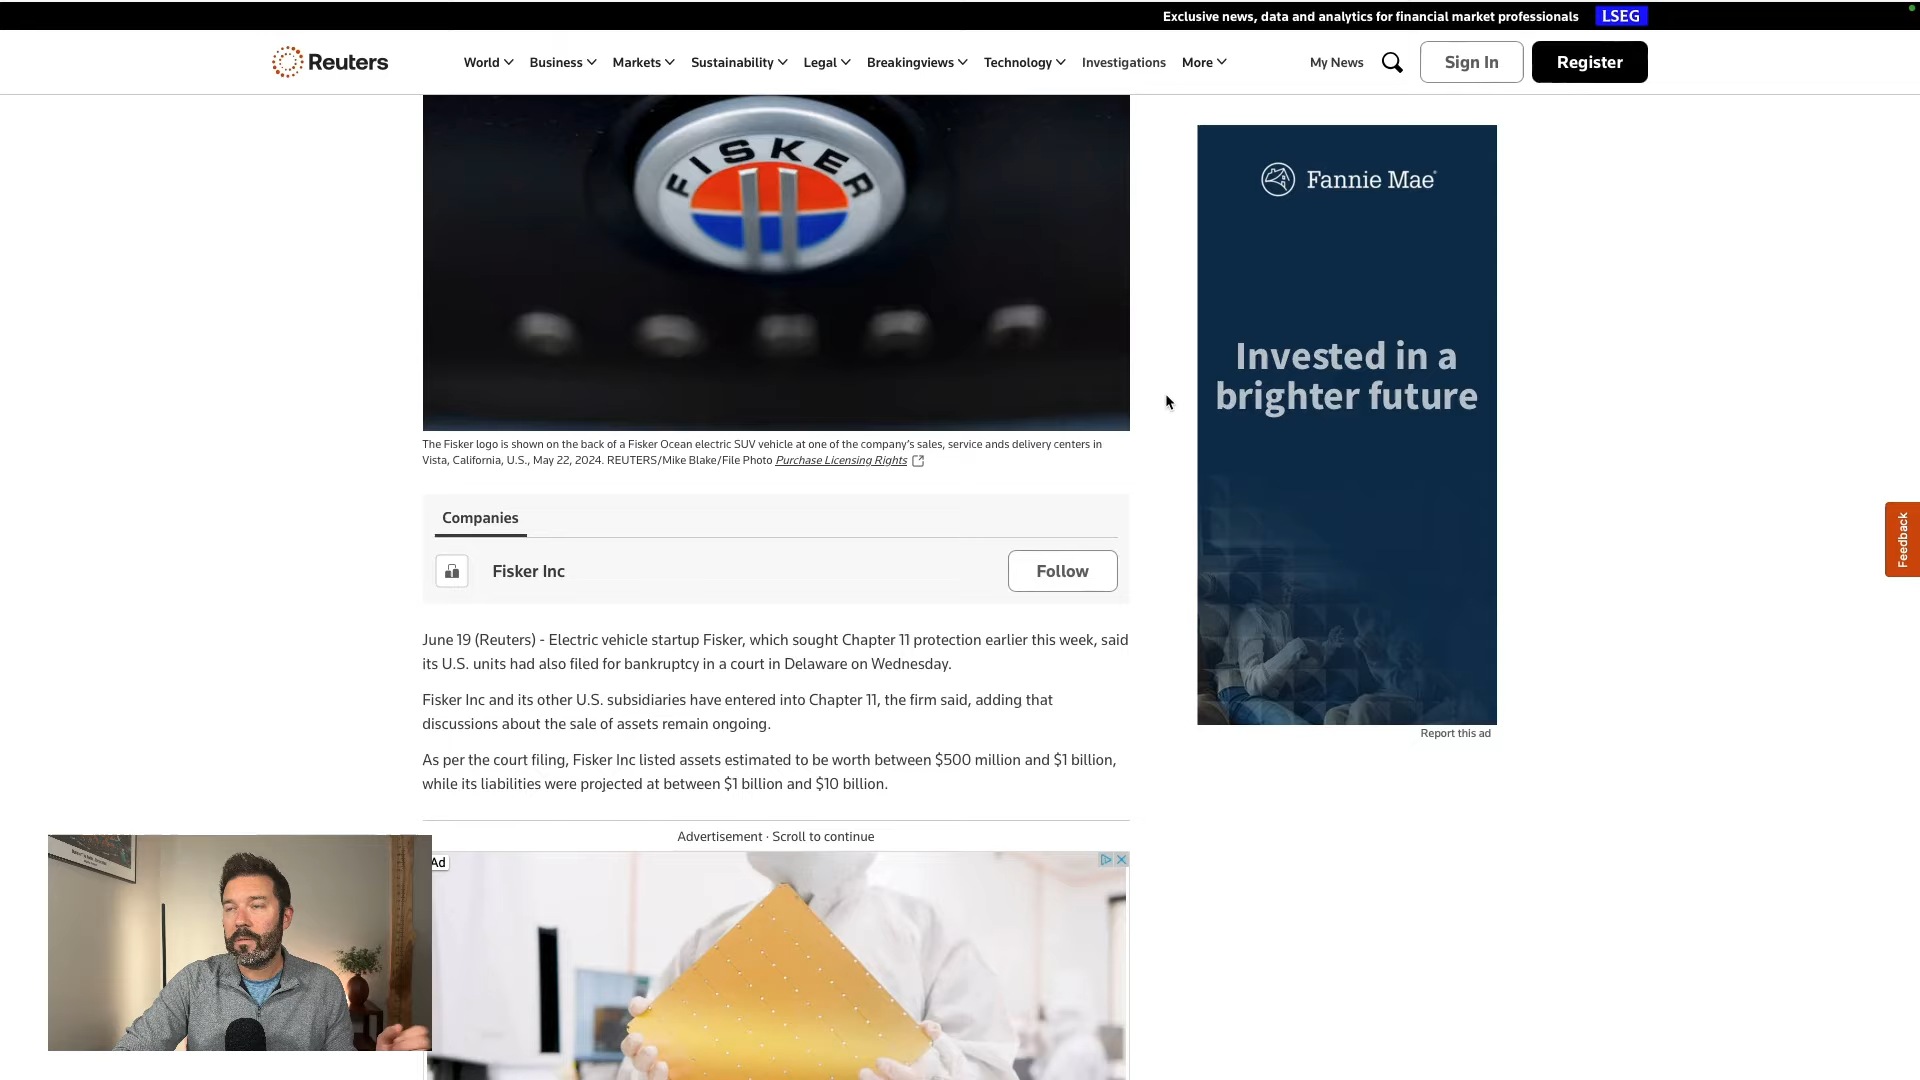 Exclusive news, data and analytics for financial market professionals LSEG
Reuters World Business Markets Sustainability Legal Breakingviews Technology Investigations More My News Sign In Register
FISKER
The Fisker logo is shown on the back of a Fisker Ocean electric SUV vehicle at one of the company's sales, service ands delivery centers in
Vista, California, U.S., May 22, 2024. REUTERS/Mike Blake/File Photo Purchase Licensing Rights
Companies
Fisker Inc Follow
June 19 (Reuters) - Electric vehicle startup Fisker, which sought Chapter 11 protection earlier this week, said
its U.S. units had also filed for bankruptcy in a court in Delaware on Wednesday.
Fisker Inc and its other U.S. subsidiaries have entered into Chapter 11, the firm said, adding that
discussions about the sale of assets remain ongoing.
As per the court filing, Fisker Inc listed assets estimated to be worth between $500 million and $1 billion,
while its liabilities were projected at between $1 billion and $10 billion.
Advertisement · Scroll to continue
Ad
Fannie Mae
Invested in a
brighter future
Report this ad
Feedback